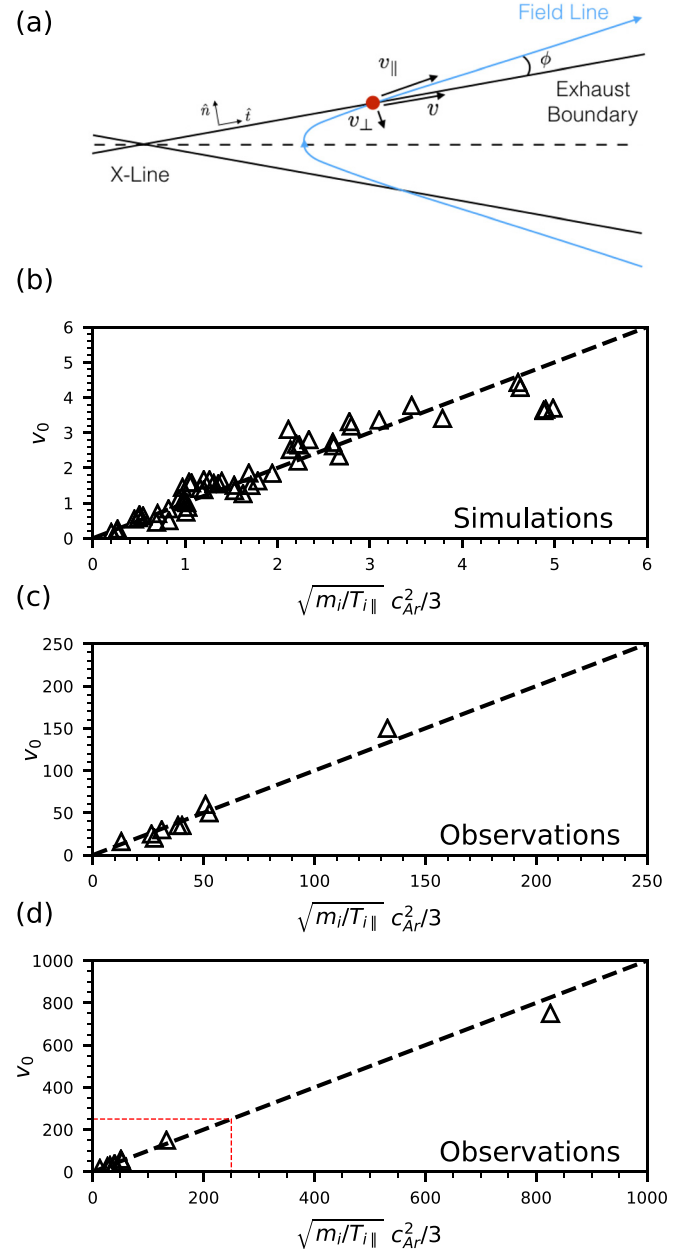 (a)
Field Line
v∥
ϕ
n̂
t̂
v⊥
v
Exhaust
Boundary
X-Line
(b)
6
5
4
3
2
1
0
v₀
Simulations
0 1 2 3 4 5 6
√mᵢ/Tᵢ∥ c²Ar/3
(c)
250
200
150
100
50
0
v₀
Observations
0 50 100 150 200 250
√mᵢ/Tᵢ∥ c²Ar/3
(d)
1000
800
600
400
200
0
v₀
Observations
0 200 400 600 800 1000
√mᵢ/Tᵢ∥ c²Ar/3